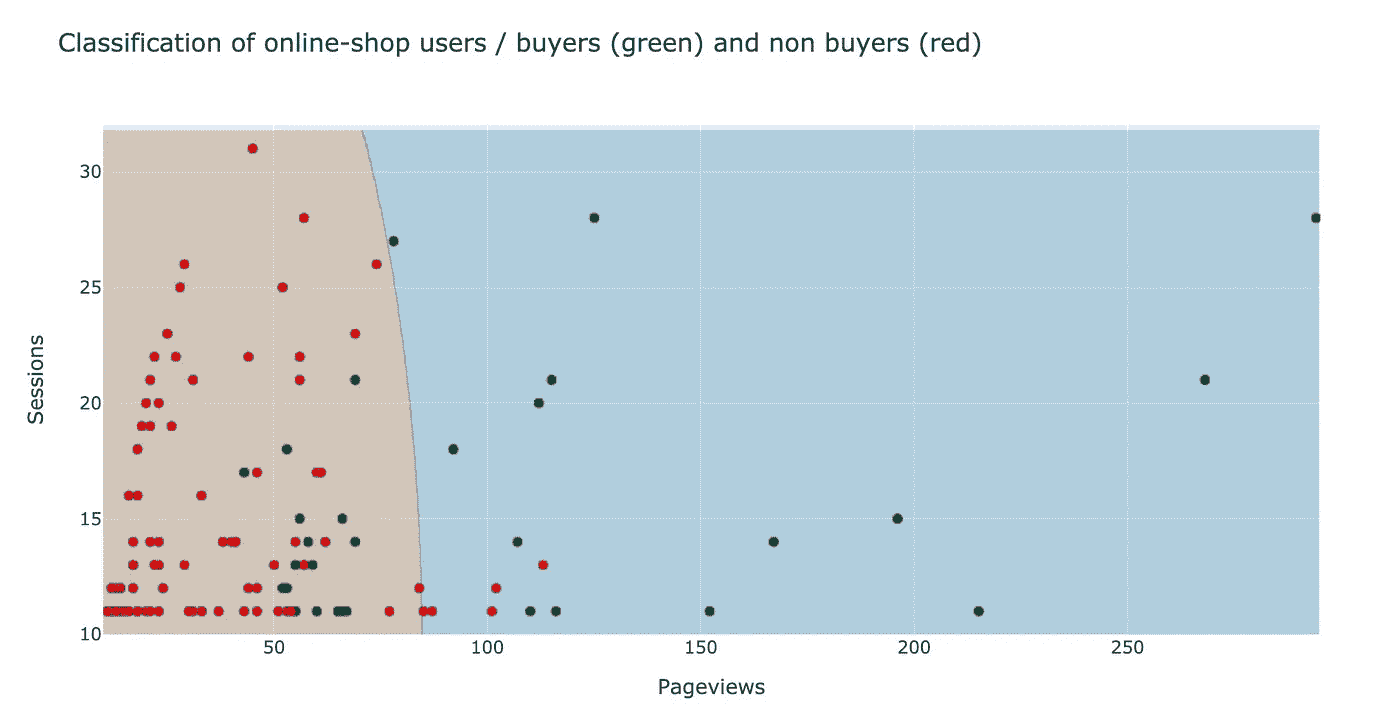 Classification of online-shop users / buyers (green) and non buyers (red)
30
25
20
15
10
Sessions
50 100 150 200 250
Pageviews